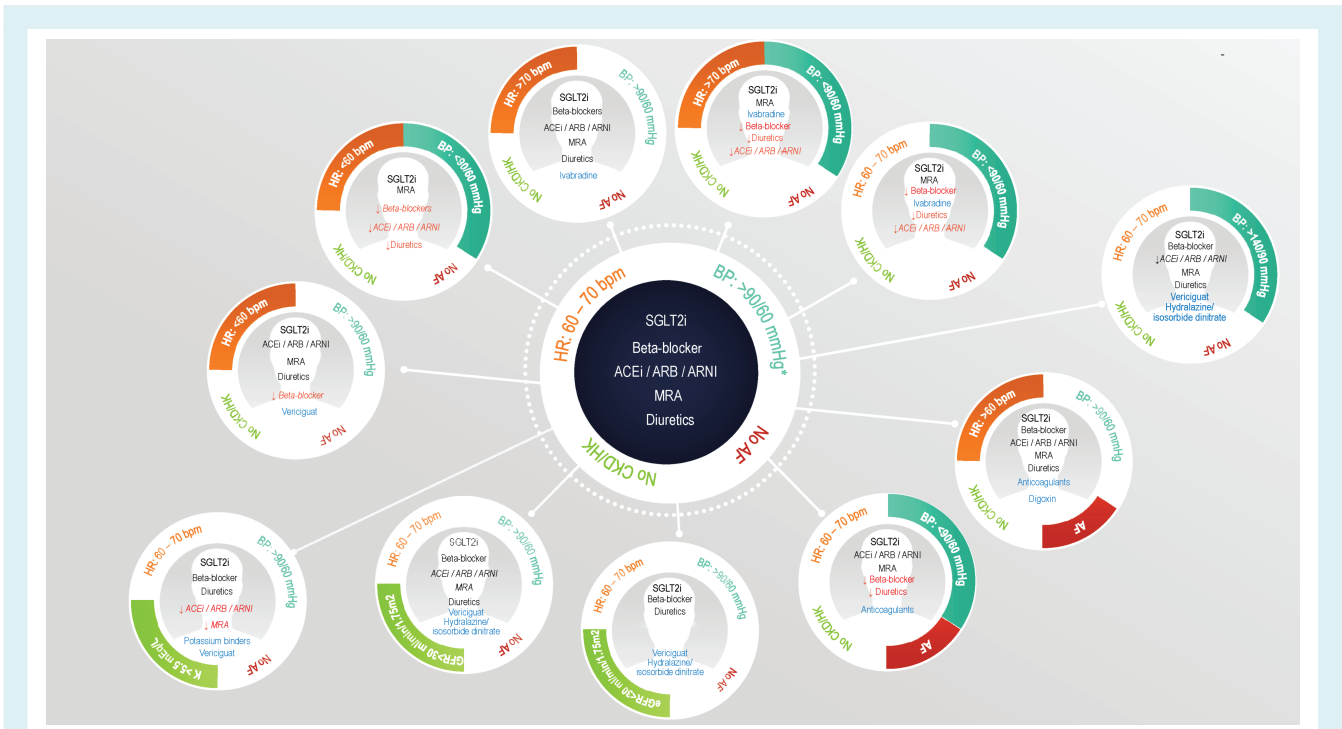 HR: 60 – 70 bpm
BP: >90/60 mmHg*
No AF
No CKD/HK
SGLT2i
Beta-blocker
ACEi / ARB / ARNI
MRA
Diuretics
HR: >70 bpm
BP: >90/60 mmHg
No AF
No CKD/HK
SGLT2i
Beta-blockers
ACEi / ARB / ARNI
MRA
Diuretics
Ivabradine
HR: >70 bpm
BP: <90/60 mmHg
No AF
No CKD/HK
SGLT2i
MRA
Ivabradine
↓ Beta-blocker
↓Diuretics
↓ACEi / ARB / ARNI
HR: 60 – 70 bpm
BP: <90/60 mmHg
No AF
No CKD/HK
SGLT2i
MRA
↓ Beta-blocker
Ivabradine
↓Diuretics
↓ACEi / ARB / ARNI
HR: 60 – 70 bpm
BP: >140/90 mmHg
No AF
No CKD/HK
SGLT2i
Beta-blocker
↓ACEi / ARB / ARNI
MRA
Diuretics
Vericiguat
Hydralazine/
isosorbide dinitrate
HR: >60 bpm
BP: >90/60 mmHg
AF
No CKD/HK
SGLT2i
Beta-blocker
ACEi / ARB / ARNI
MRA
Diuretics
Anticoagulants
Digoxin
HR: 60 – 70 bpm
BP: <90/60 mmHg
AF
No CKD/HK
SGLT2i
ACEi / ARB / ARNI
MRA
↓ Beta-blocker
↓ Diuretics
Anticoagulants
HR: 60 – 70 bpm
BP: >90/60 mmHg
No AF
eGFR<30 ml/min/1.75m2
SGLT2i
Beta-blocker
Diuretics
Vericiguat
Hydralazine/
isosorbide dinitrate
HR: 60 – 70 bpm
BP: >90/60 mmHg
No AF
GFR>30 ml/min/1.75m2
SGLT2i
Beta-blocker
ACEi / ARB / ARNI
MRA
Diuretics
Vericiguat
Hydralazine/
isosorbide dinitrate
HR: 60 – 70 bpm
BP: >90/60 mmHg
No AF
K, >5.5 mEq/L
SGLT2i
Beta-blocker
Diuretics
↓ ACEi / ARB / ARNI
↓ MRA
Potassium binders
Vericiguat
HR: <60 bpm
BP: >90/60 mmHg
No AF
No CKD/HK
SGLT2i
ACEi / ARB / ARNI
MRA
Diuretics
↓ Beta-blocker
Vericiguat
HR: <60 bpm
BP: <90/60 mmHg
No AF
No CKD/HK
SGLT2i
MRA
↓ Beta-blockers
↓ACEi / ARB / ARNI
↓Diuretics